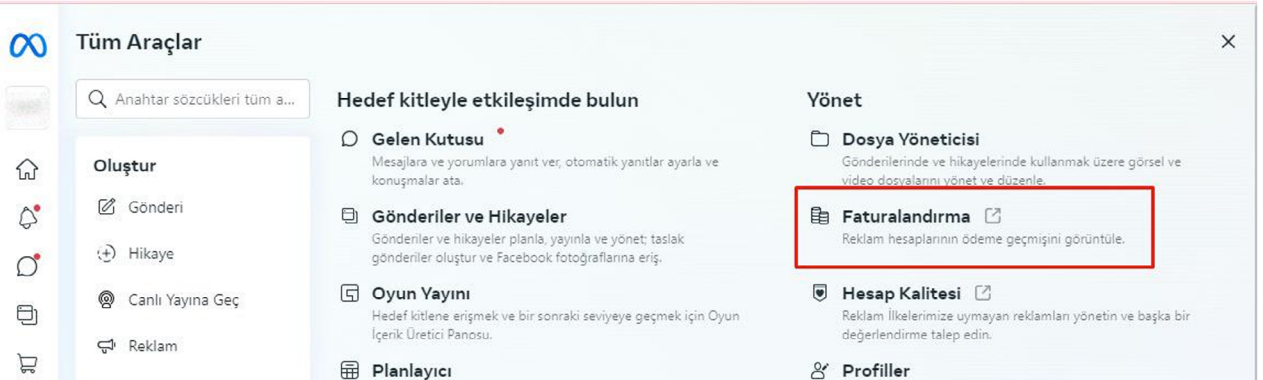 Tüm Araçlar
Anahtar sözcükleri tüm a...
Oluştur
Gönderi
Hikaye
Canlı Yayına Geç
Reklam
Hedef kitleyle etkileşimde bulun
Gelen Kutusu
Mesajlara ve yorumlara yanıt ver, otomatik yanıtlar ayarla ve
konuşmalar ata.
Gönderiler ve Hikayeler
Gönderiler ve hikayeler planla, yayınla ve yönet; taslak
gönderiler oluştur ve Facebook fotoğraflarına eriş.
Oyun Yayını
Hedef kitlene erişmek ve bir sonraki seviyeye geçmek için Oyun
İçerik Üretici Panosu.
Planlayıcı
Yönet
Dosya Yöneticisi
Gönderilerinde ve hikayelerinde kullanmak üzere görsel ve
video dosyalarını yönet ve düzenle.
Faturalandırma
Reklam hesaplarının ödeme geçmişini görüntüle.
Hesap Kalitesi
Reklam İlkelerimize uymayan reklamları yönetin ve başka bir
değerlendirme talep edin.
Profiller